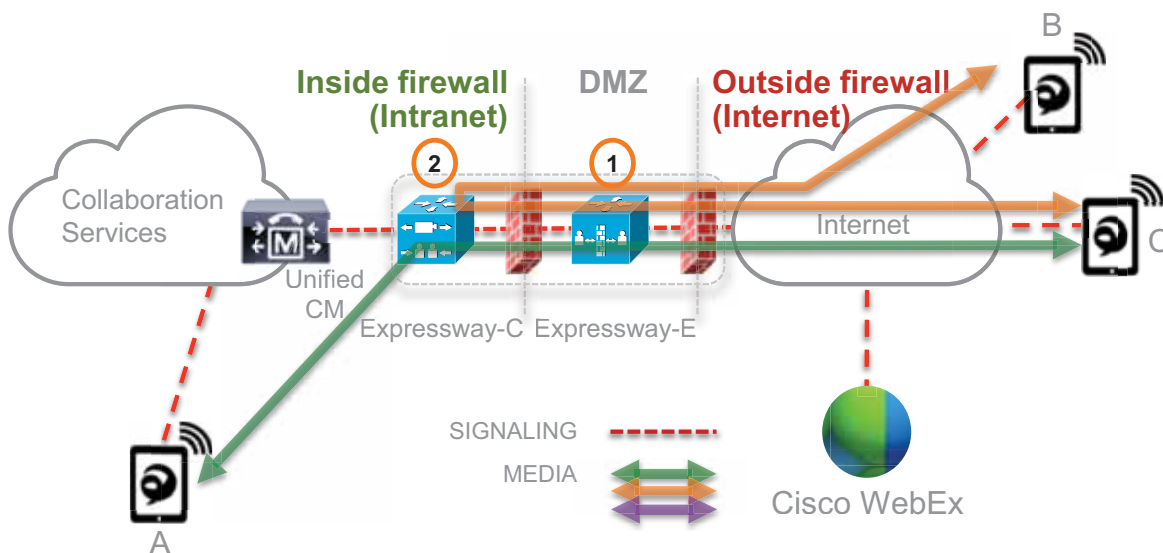 B
Inside firewall
(Intranet)
DMZ
Outside firewall
(Internet)
2
1
Collaboration
Services
M
Unified
CM
Internet
C
Expressway-C
Expressway-E
SIGNALING
MEDIA
Cisco WebEx
A